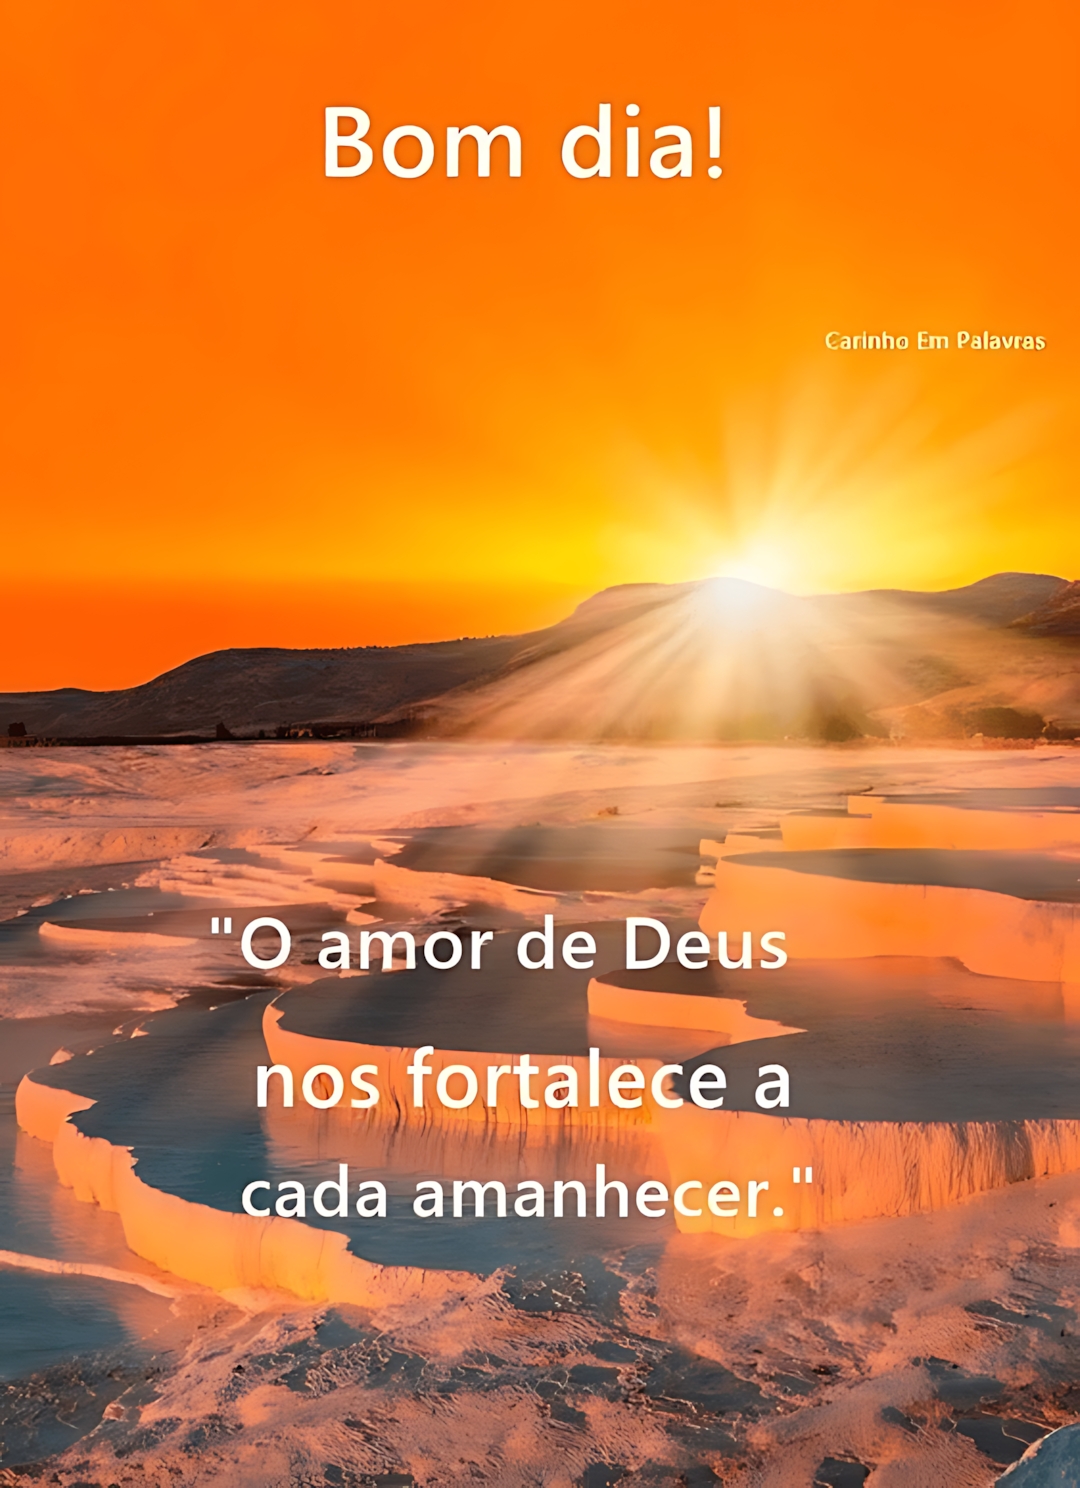 Bom dia!
Carinho Em Palavras
"O amor de Deus
nos fortalece a
cada amanhecer."